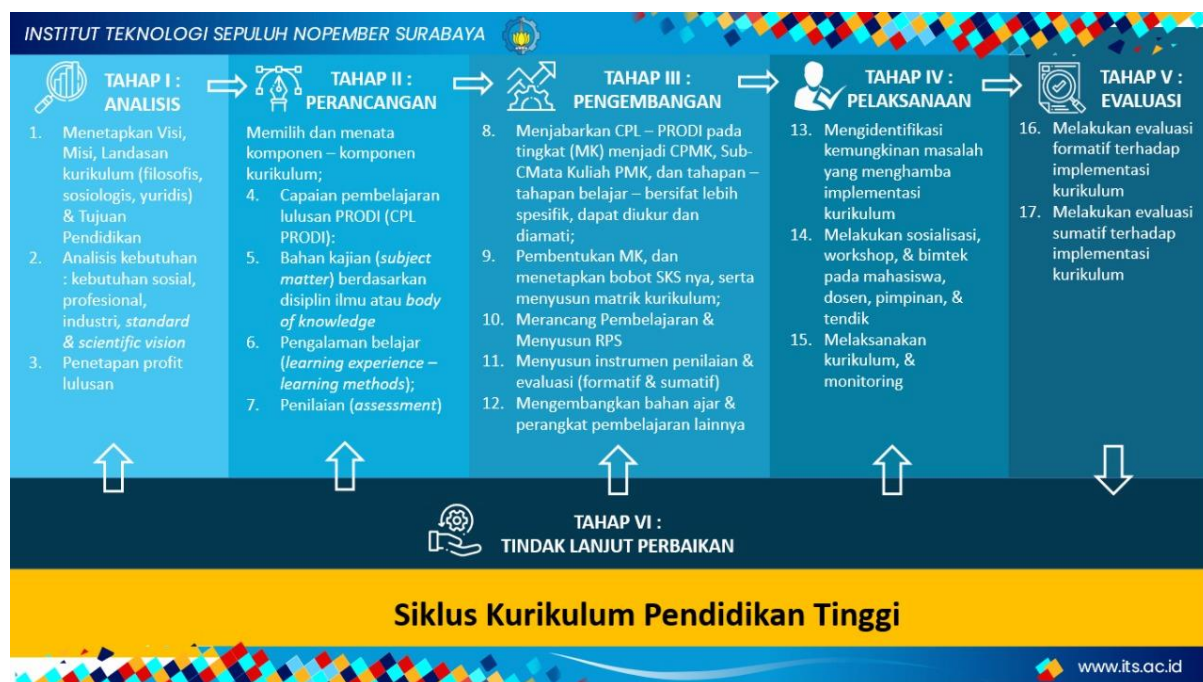 INSTITUT TEKNOLOGI SEPULUH NOPEMBER SURABAYA
TAHAP I :
ANALISIS
1. Menetapkan Visi,
Misi, Landasan
kurikulum (filosofis,
sosiologis, yuridis)
& Tujuan
Pendidikan
2. Analisis kebutuhan
: kebutuhan sosial,
profesional,
industri, standard
& scientific vision
3. Penetapan profit
lulusan
TAHAP II :
PERANCANGAN
Memilih dan menata
komponen – komponen
kurikulum;
4. Capaian pembelajaran
lulusan PRODI (CPL
PRODI):
5. Bahan kajian (subject
matter) berdasarkan
disiplin ilmu atau body
of knowledge
6. Pengalaman belajar
(learning experience –
learning methods);
7. Penilaian (assessment)
TAHAP III :
PENGEMBANGAN
8. Menjabarkan CPL – PRODI pada
tingkat (MK) menjadi CPMK, Sub-
CMata Kuliah PMK, dan tahapan –
tahapan belajar – bersifat lebih
spesifik, dapat diukur dan
diamati;
9. Pembentukan MK, dan
menetapkan bobot SKS nya, serta
menyusun matrik kurikulum;
10. Merancang Pembelajaran &
Menyusun RPS
11. Menyusun instrumen penilaian &
evaluasi (formatif & sumatif)
12. Mengembangkan bahan ajar &
perangkat pembelajaran lainnya
TAHAP IV :
PELAKSANAAN
13. Mengidentifikasi
kemungkinan masalah
yang menghamba
implementasi
kurikulum
14. Melakukan sosialisasi,
workshop, & bimtek
pada mahasiswa,
dosen, pimpinan, &
tendik
15. Melaksanakan
kurikulum, &
monitoring
TAHAP V :
EVALUASI
16. Melakukan evaluasi
formatif terhadap
implementasi
kurikulum
17. Melakukan evaluasi
sumatif terhadap
implementasi
kurikulum
TAHAP VI :
TINDAK LANJUT PERBAIKAN
Siklus Kurikulum Pendidikan Tinggi
www.its.ac.id